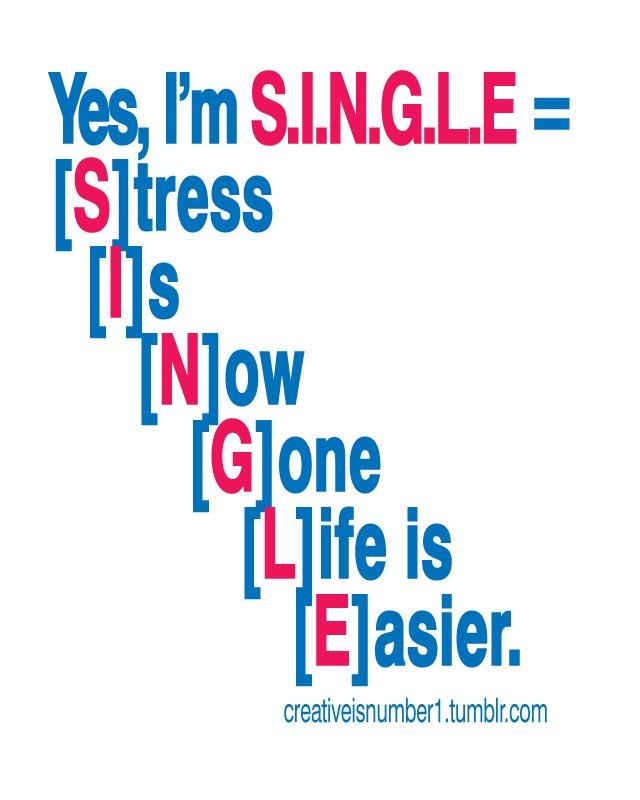 Yes, I'm S.I.N.G.L.E =
[S]tress
[I]s
[N]ow
[G]one
[L]ife is
[E]asier.
creativeisnumber1.tumblr.com